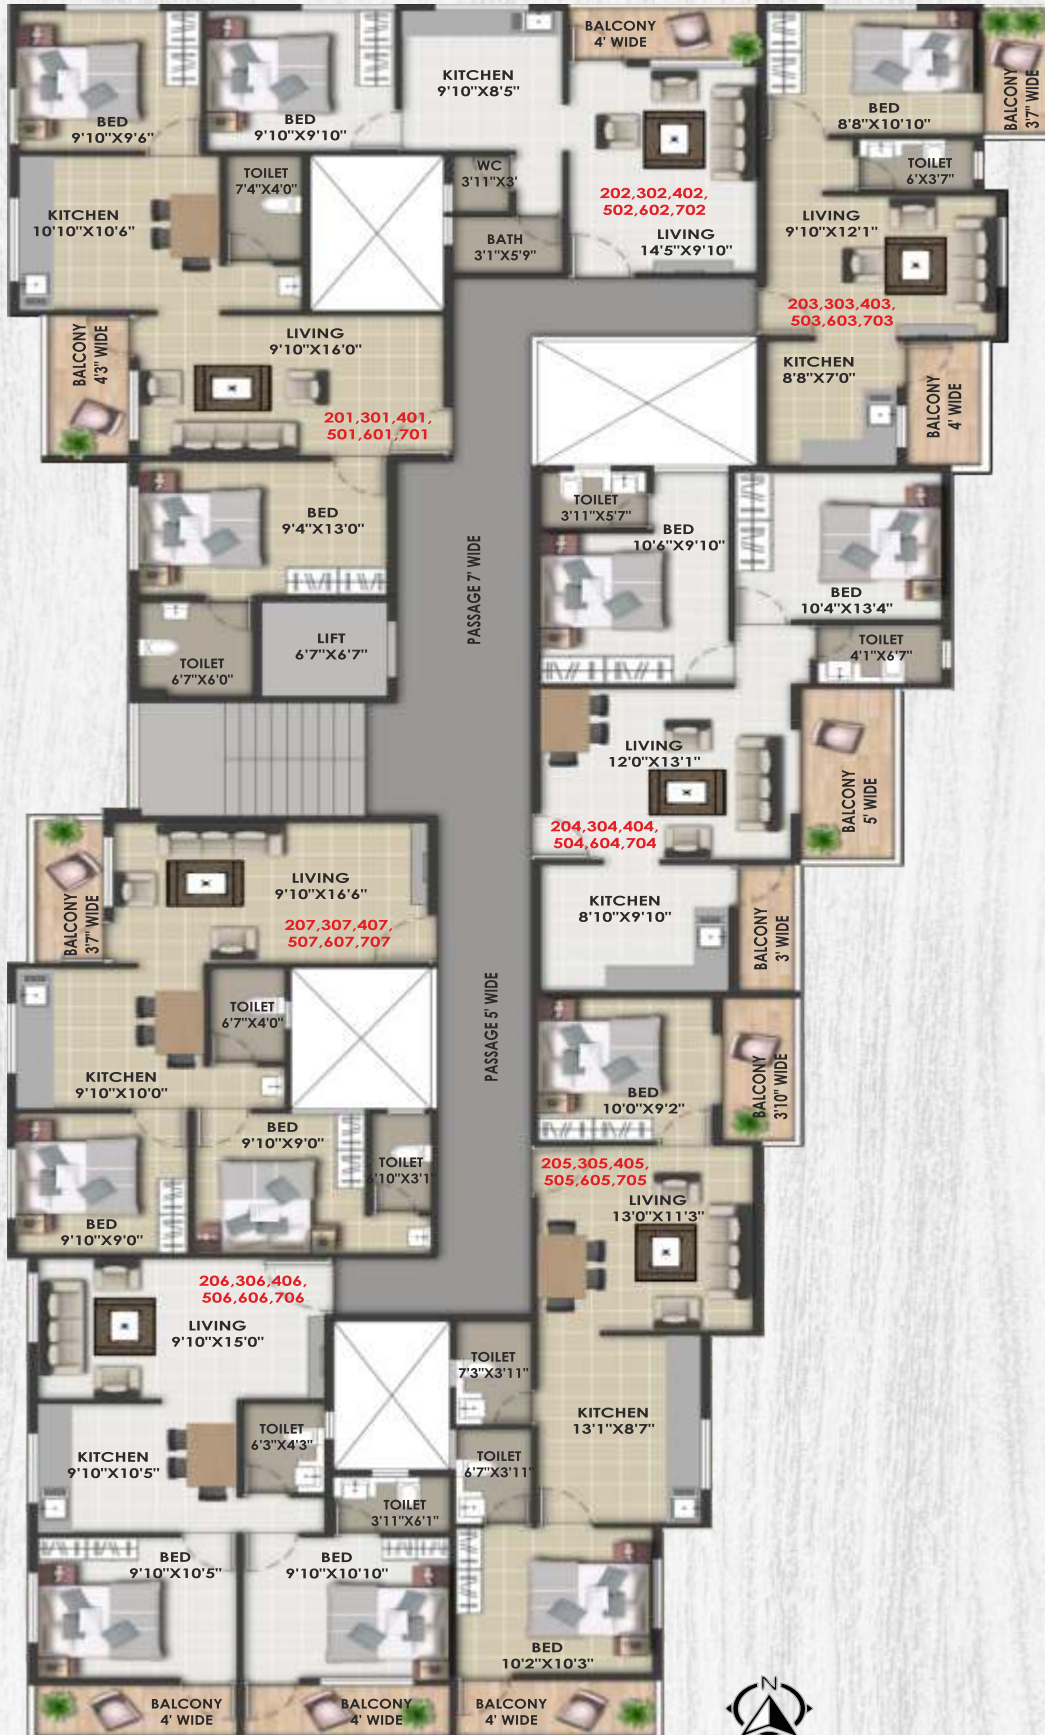 BED
9'10"X9'6"
BED
9'10"X9'10"
KITCHEN
9'10"X8'5"
BALCONY
4' WIDE
BED
8'8"X10'10"
BALCONY
3'7" WIDE
KITCHEN
10'10"X10'6"
TOILET
7'4"X4'0"
WC
3'11"X3'
BATH
3'1"X5'9"
202,302,402,
502,602,702
LIVING
14'5"X9'10"
TOILET
6'X3'7"
LIVING
9'10"X12'1"
203,303,403,
503,603,703
BALCONY
4'3" WIDE
LIVING
9'10"X16'0"
201,301,401,
501,601,701
KITCHEN
8'8"X7'0"
BALCONY
4' WIDE
BED
9'4"X13'0"
TOILET
6'7"X6'0"
LIFT
6'7"X6'7"
PASSAGE 7' WIDE
TOILET
3'11"X5'7"
BED
10'6"X9'10"
BED
10'4"X13'4"
TOILET
4'1"X6'7"
LIVING
12'0"X13'1"
204,304,404,
504,604,704
BALCONY
5' WIDE
KITCHEN
8'10"X9'10"
BALCONY
3' WIDE
BALCONY
3'7" WIDE
LIVING
9'10"X16'6"
207,307,407,
507,607,707
KITCHEN
9'10"X10'0"
TOILET
6'7"X4'0"
PASSAGE 5' WIDE
BED
10'0"X9'2"
BALCONY
3'10" WIDE
BED
9'10"X9'0"
BED
9'10"X9'0"
TOILET
6'10"X3'1"
205,305,405,
505,605,705
LIVING
13'0"X11'3"
206,306,406,
506,606,706
LIVING
9'10"X15'0"
TOILET
7'3"X3'11"
KITCHEN
13'1"X8'7"
KITCHEN
9'10"X10'5"
TOILET
6'3"X4'3"
TOILET
6'7"X3'11"
TOILET
3'11"X6'1"
BED
9'10"X10'5"
BED
9'10"X10'10"
BED
10'2"X10'3"
BALCONY
4' WIDE
BALCONY
4' WIDE
BALCONY
4' WIDE
N